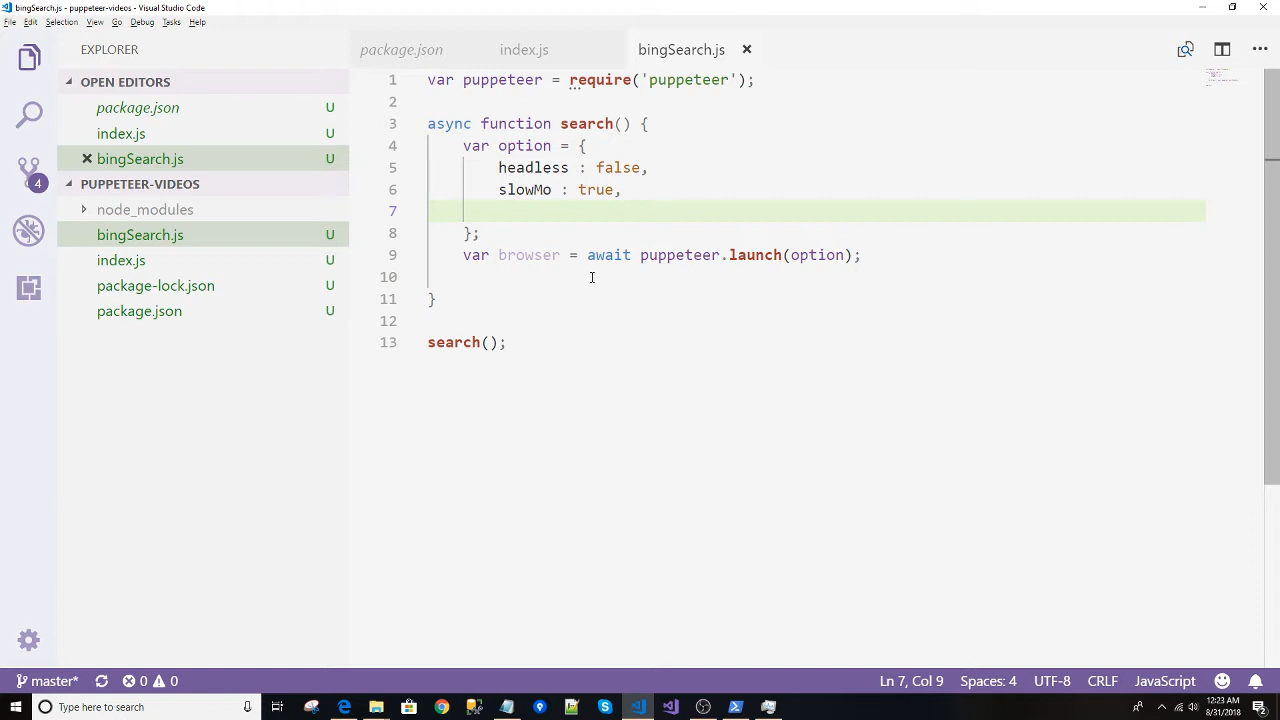 bingSearch.js - puppeteer-videos - Visual Studio Code
File Edit Selection View Go Debug Tasks Help
EXPLORER
package.json index.js bingSearch.js
OPEN EDITORS
package.json U
index.js U
bingSearch.js U
PUPPETEER-VIDEOS
node_modules
bingSearch.js U
index.js U
package-lock.json U
package.json U
4
1 var puppeteer = require('puppeteer');
2
3 async function search() {
4 var option = {
5 headless : false,
6 slowMo : true,
7
8 };
9 var browser = await puppeteer.launch(option);
10
11 }
12
13 search();
master* 0 0 Ln 7, Col 9 Spaces: 4 UTF-8 CRLF JavaScript
Type here to search
12:23 AM
8/31/2018